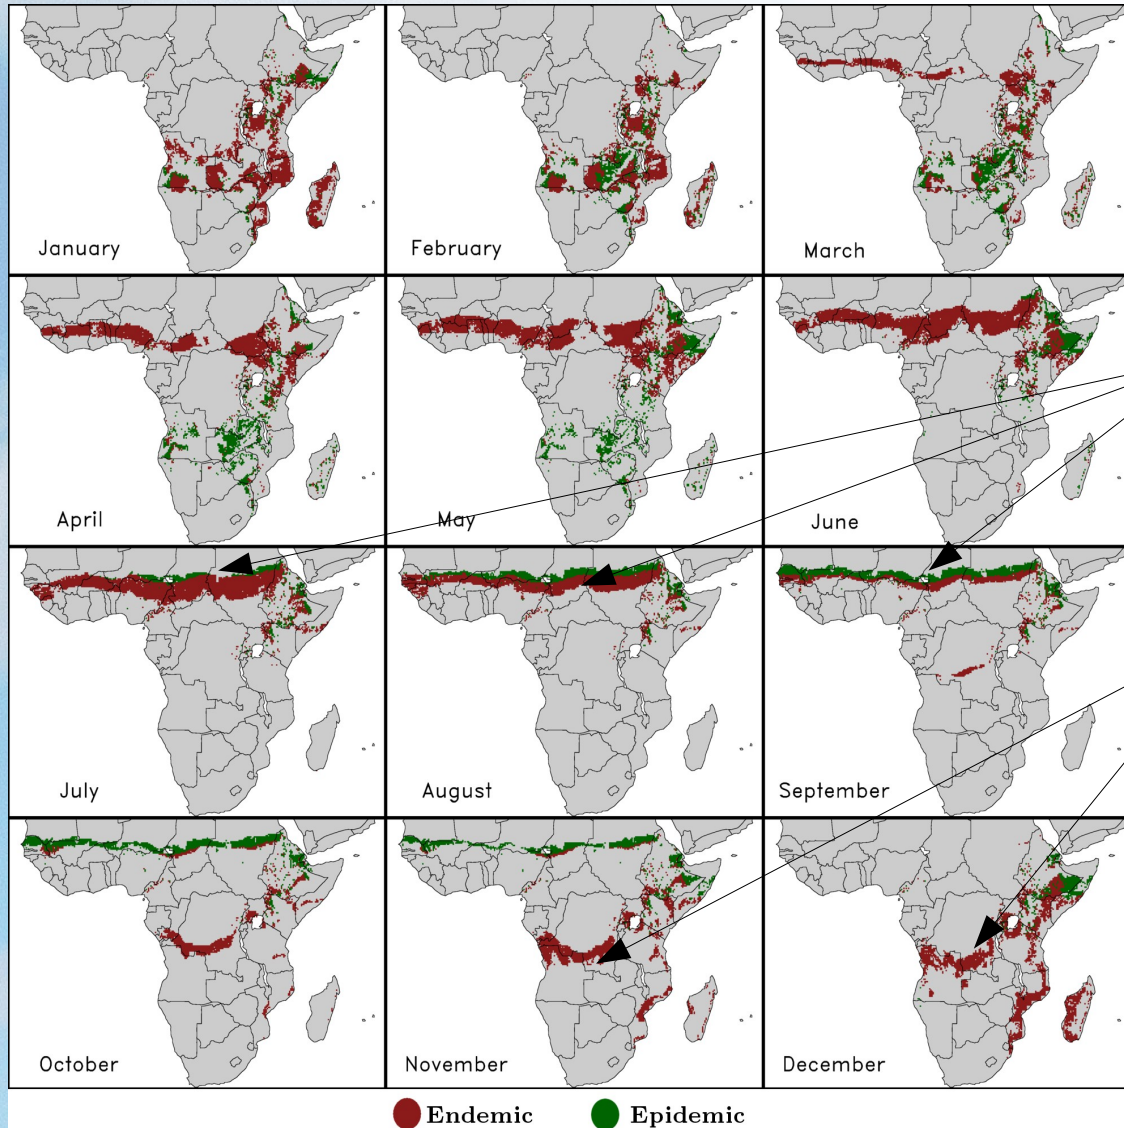 January
February
March
April
May
June
July
August
September
October
November
December
Endemic
Epidemic